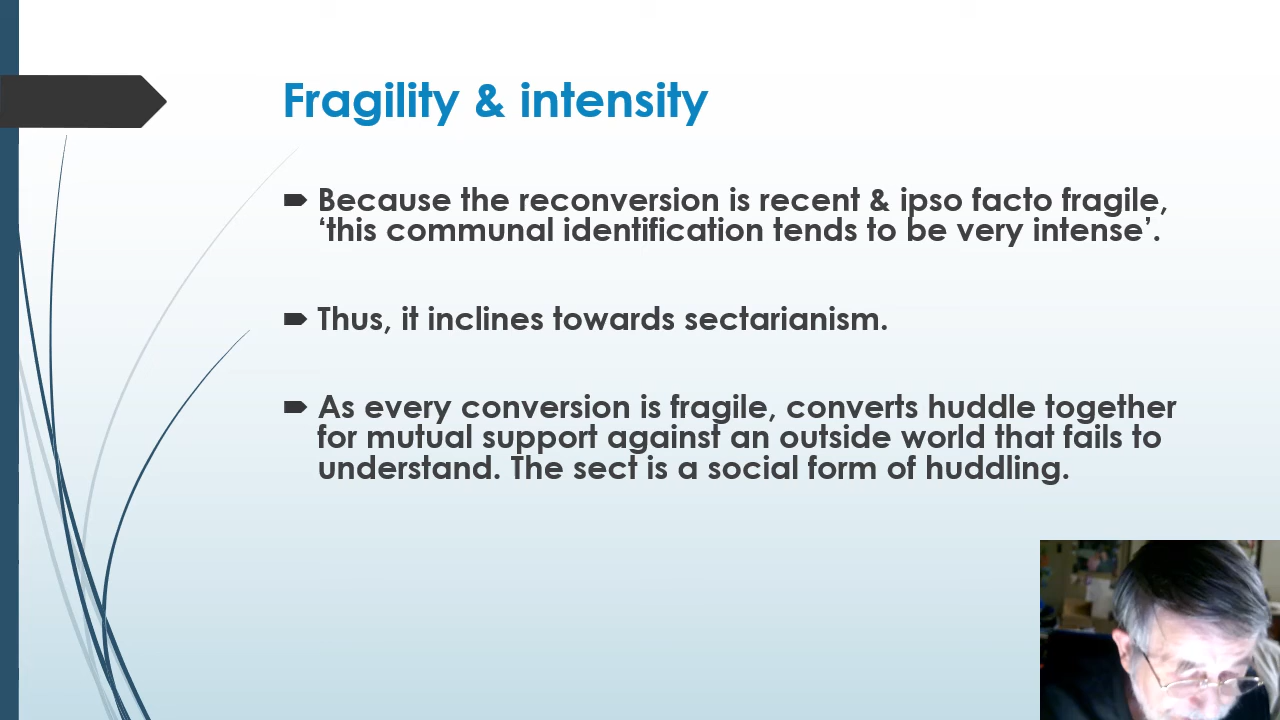 Fragility & intensity
Because the reconversion is recent & ipso facto fragile,
‘this communal identification tends to be very intense’.
Thus, it inclines towards sectarianism.
As every conversion is fragile, converts huddle together
for mutual support against an outside world that fails to
understand. The sect is a social form of huddling.